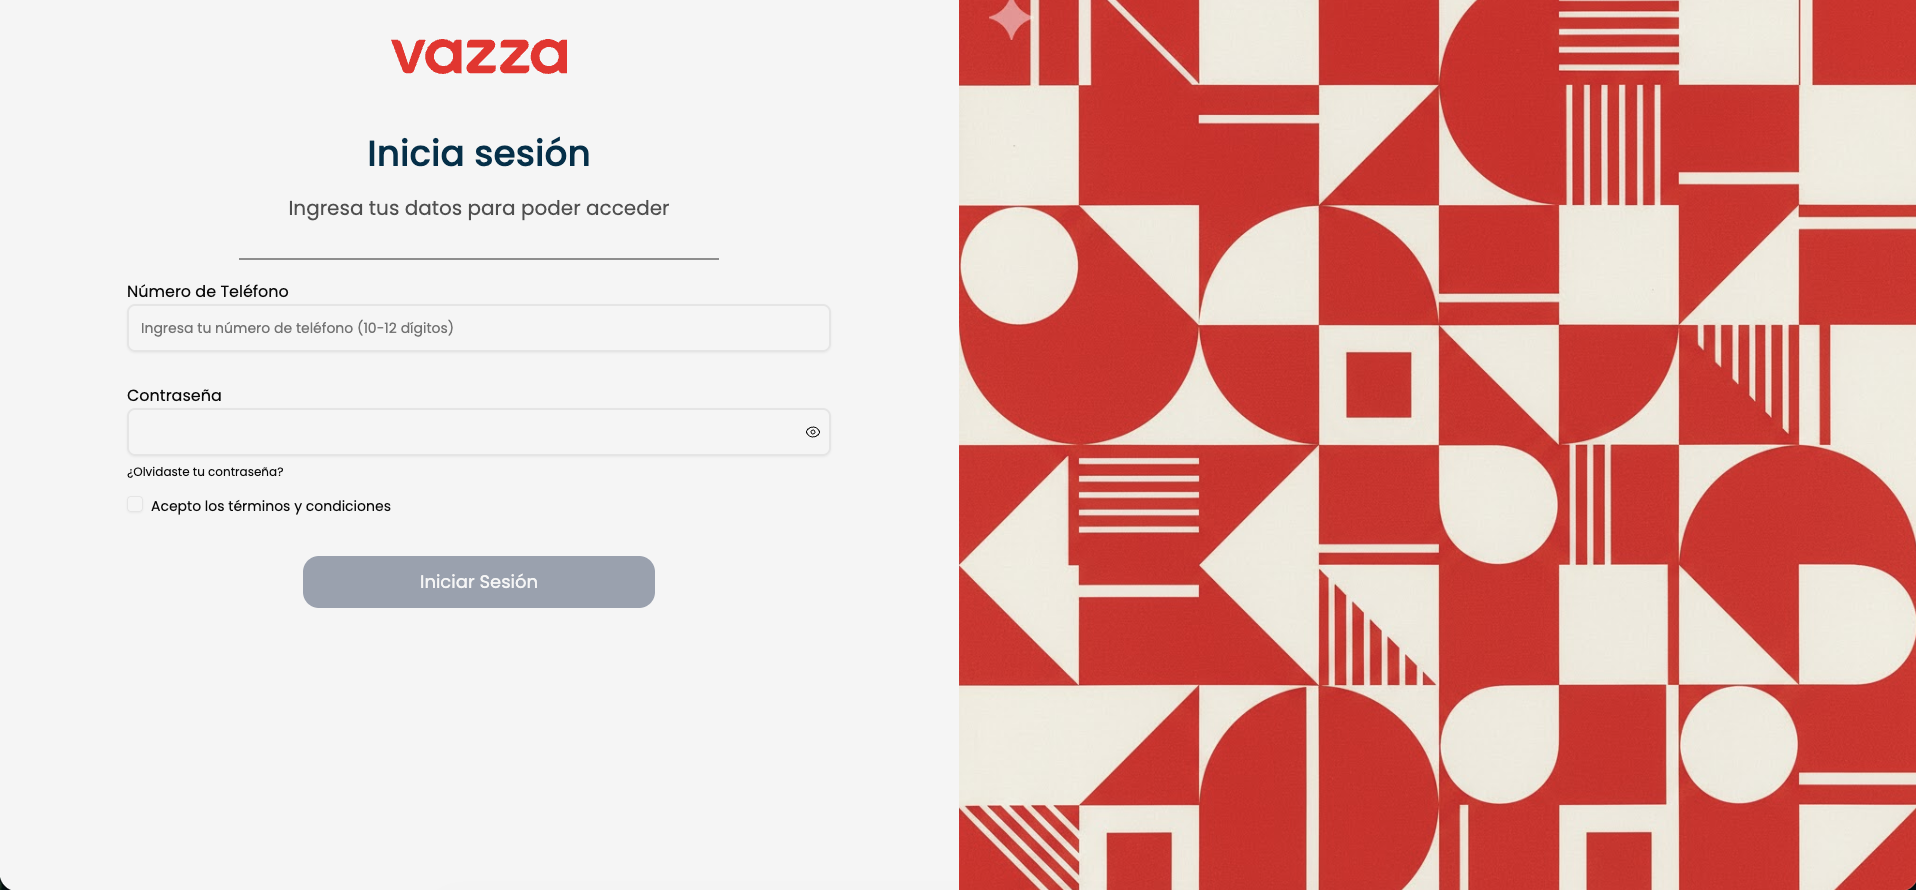 vazza
Inicia sesión
Ingresa tus datos para poder acceder
Número de Teléfono
Ingresa tu número de teléfono (10-12 dígitos)
Contraseña
¿Olvidaste tu contraseña?
Acepto los términos y condiciones
Iniciar Sesión